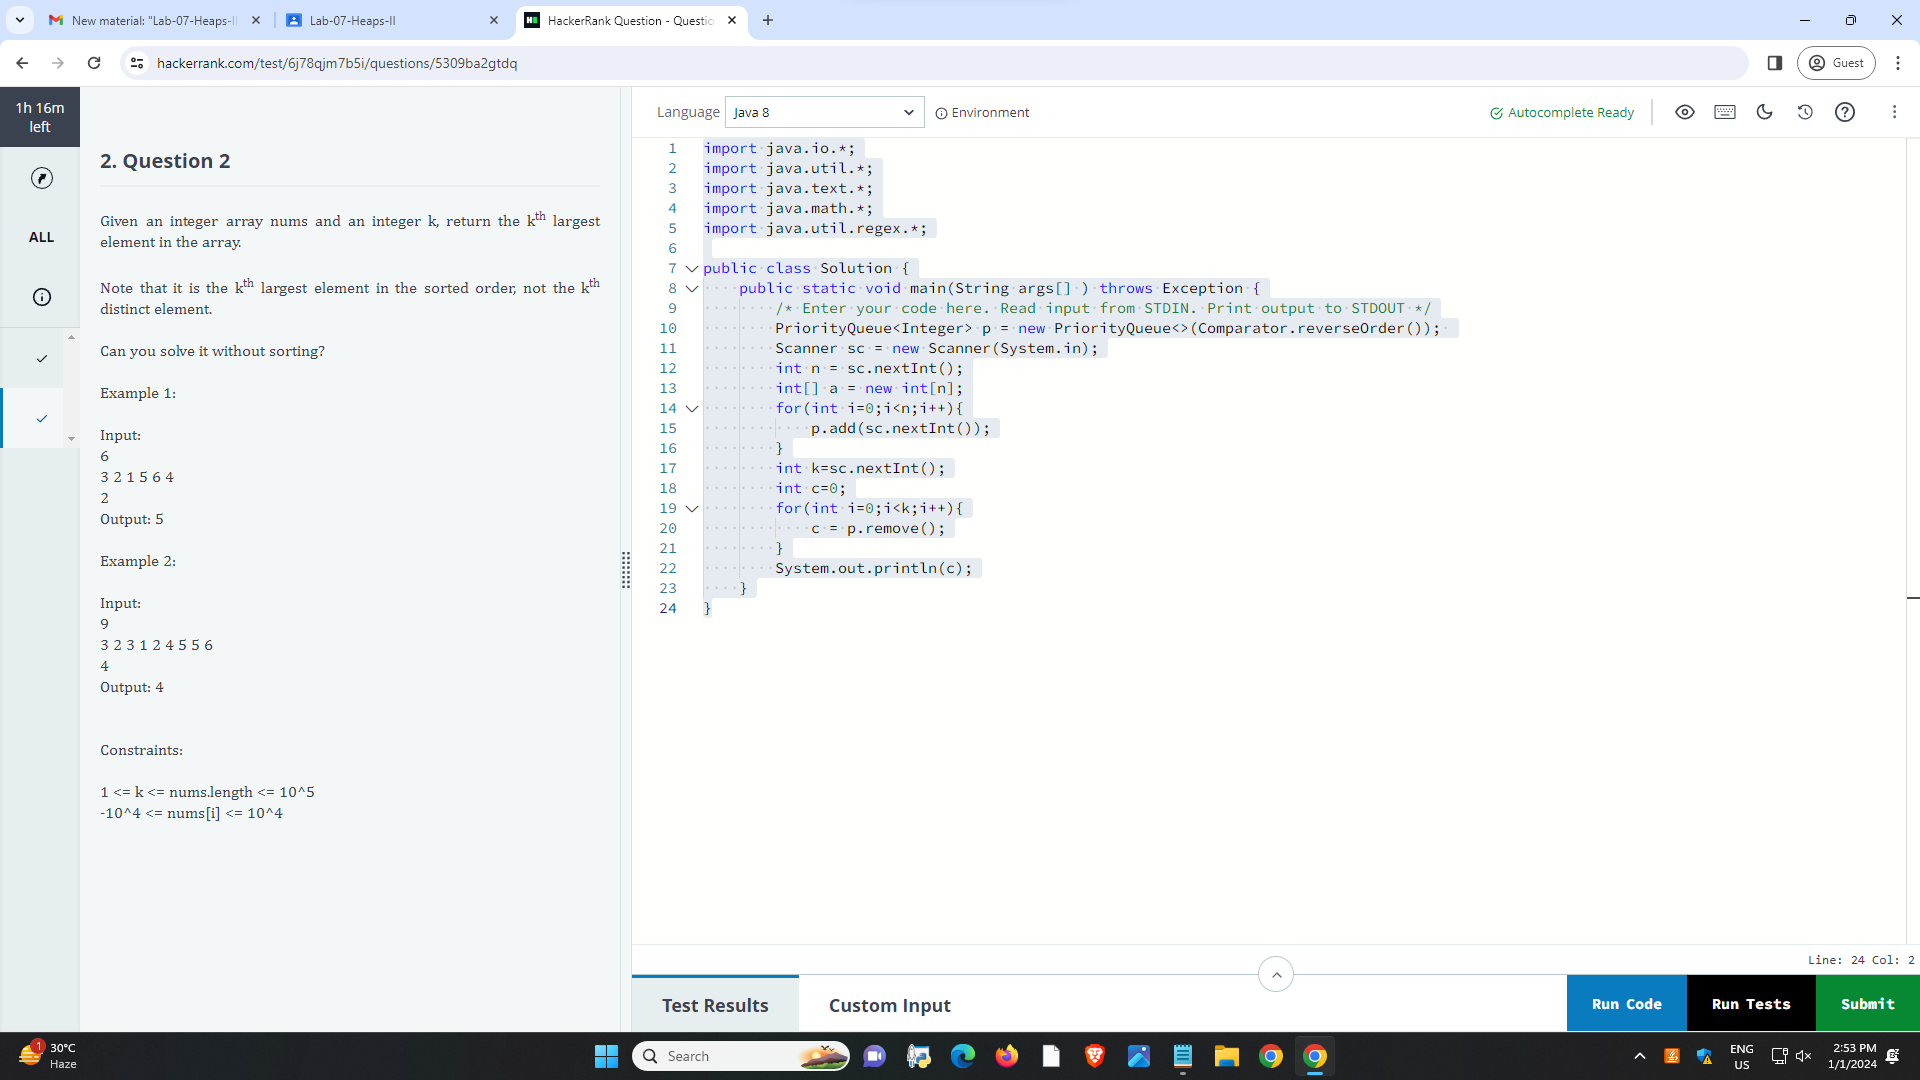 New material: "Lab-07-Heaps-II
Lab-07-Heaps-II
HackerRank Question - Questio
hackerrank.com/test/6j78qjm7b5i/questions/5309ba2gtdq
Guest
1h 16m
left
ALL
2. Question 2
Given an integer array nums and an integer k, return the kth largest
element in the array.
Note that it is the kth largest element in the sorted order, not the kth
distinct element.
Can you solve it without sorting?
Example 1:
Input:
6
3 2 1 5 6 4
2
Output: 5
Example 2:
Input:
9
3 2 3 1 2 4 5 5 6
4
Output: 4
Constraints:
1 <= k <= nums.length <= 10^5
-10^4 <= nums[i] <= 10^4
Language Java 8 Environment Autocomplete Ready
1 import java.io.*;
2 import java.util.*;
3 import java.text.*;
4 import java.math.*;
5 import java.util.regex.*;
6
7 public class Solution {
8 public static void main(String args[] ) throws Exception {
9 /* Enter your code here. Read input from STDIN. Print output to STDOUT */
10 PriorityQueue<Integer> p = new PriorityQueue<>(Comparator.reverseOrder());
11 Scanner sc = new Scanner(System.in);
12 int n = sc.nextInt();
13 int[] a = new int[n];
14 for(int i=0;i<n;i++){
15 p.add(sc.nextInt());
16 }
17 int k=sc.nextInt();
18 int c=0;
19 for(int i=0;i<k;i++){
20 c = p.remove();
21 }
22 System.out.println(c);
23 }
24 }
Line: 24 Col: 2
Test Results Custom Input Run Code Run Tests Submit
1
30°C
Haze
Search
ENG
US
2:53 PM
1/1/2024